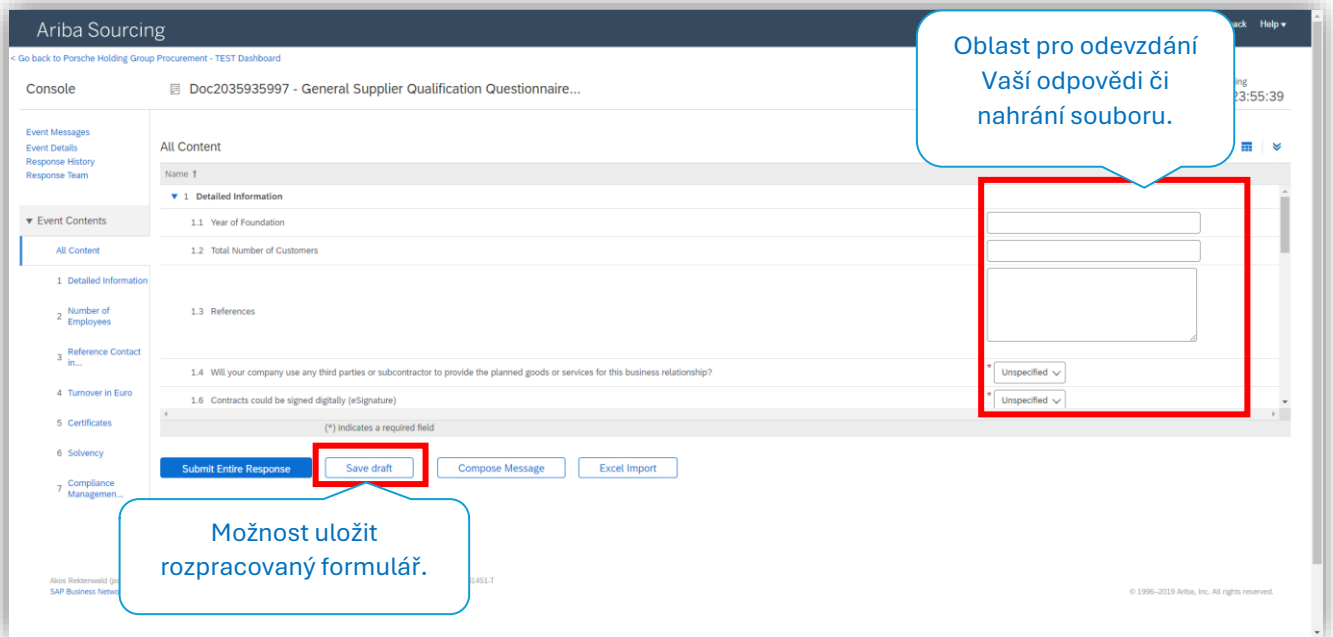 Ariba Sourcing
Help
< Go back to Porsche Holding Group Procurement - TEST Dashboard
Oblast pro odevzdání
Vaší odpovědi či
nahrání souboru.
Console
Doc2035935997 - General Supplier Qualification Questionnaire...
23:55:39
Event Messages
Event Details
Response History
Response Team
All Content
Name ↑
▼ 1 Detailed Information
▼ Event Contents
1.1 Year of Foundation
All Content
1.2 Total Number of Customers
1 Detailed Information
2 Number of
Employees
1.3 References
3 Reference Contact
in...
1.4 Will your company use any third parties or subcontractor to provide the planned goods or services for this business relationship?
* Unspecified
4 Turnover in Euro
1.6 Contracts could be signed digitally (eSignature)
* Unspecified
5 Certificates
(*) indicates a required field
6 Solvency
Submit Entire Response
Save draft
Compose Message
Excel Import
7 Compliance
Managemen...
Možnost uložit
rozpracovaný formulář.
Akos Rektenwald
SAP Business
© 1996–2019 Ariba, Inc. All rights reserved.